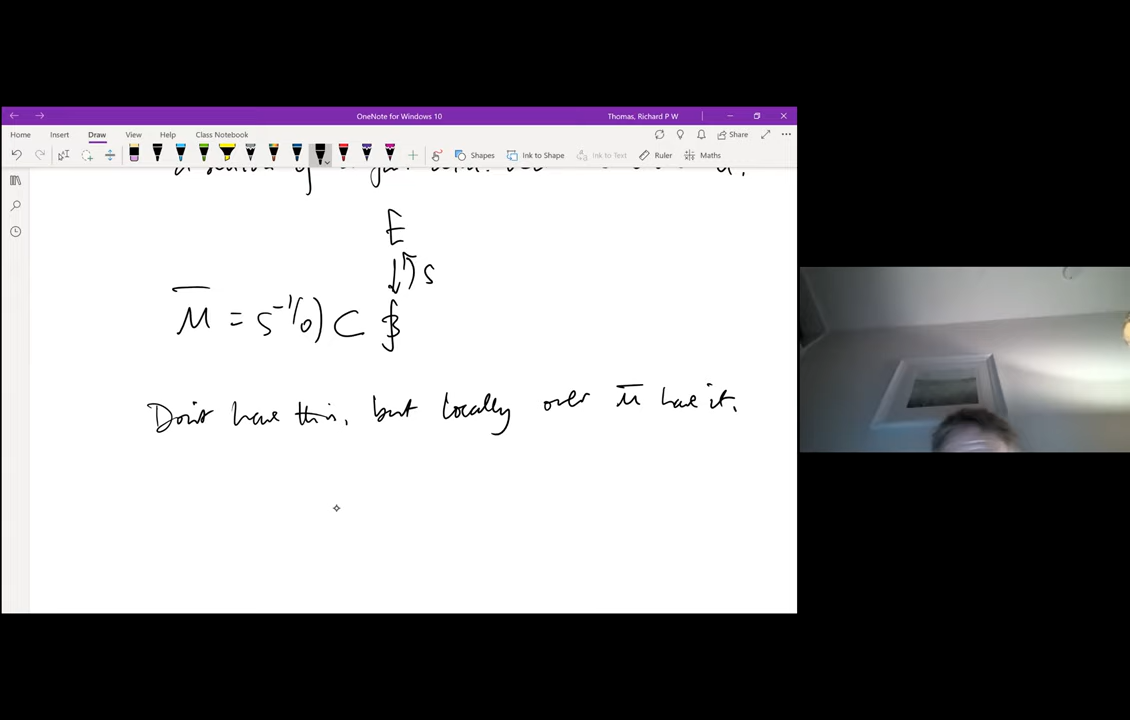 OneNote for Windows 10
Thomas, Richard P W
Home Insert Draw View Help Class Notebook
Share
Shapes Ink to Shape Ink to Text Ruler Maths
E
↓↑ s
M̅ = s⁻¹(0) ⊂ B
Don't have this, but locally over M̅ have it.